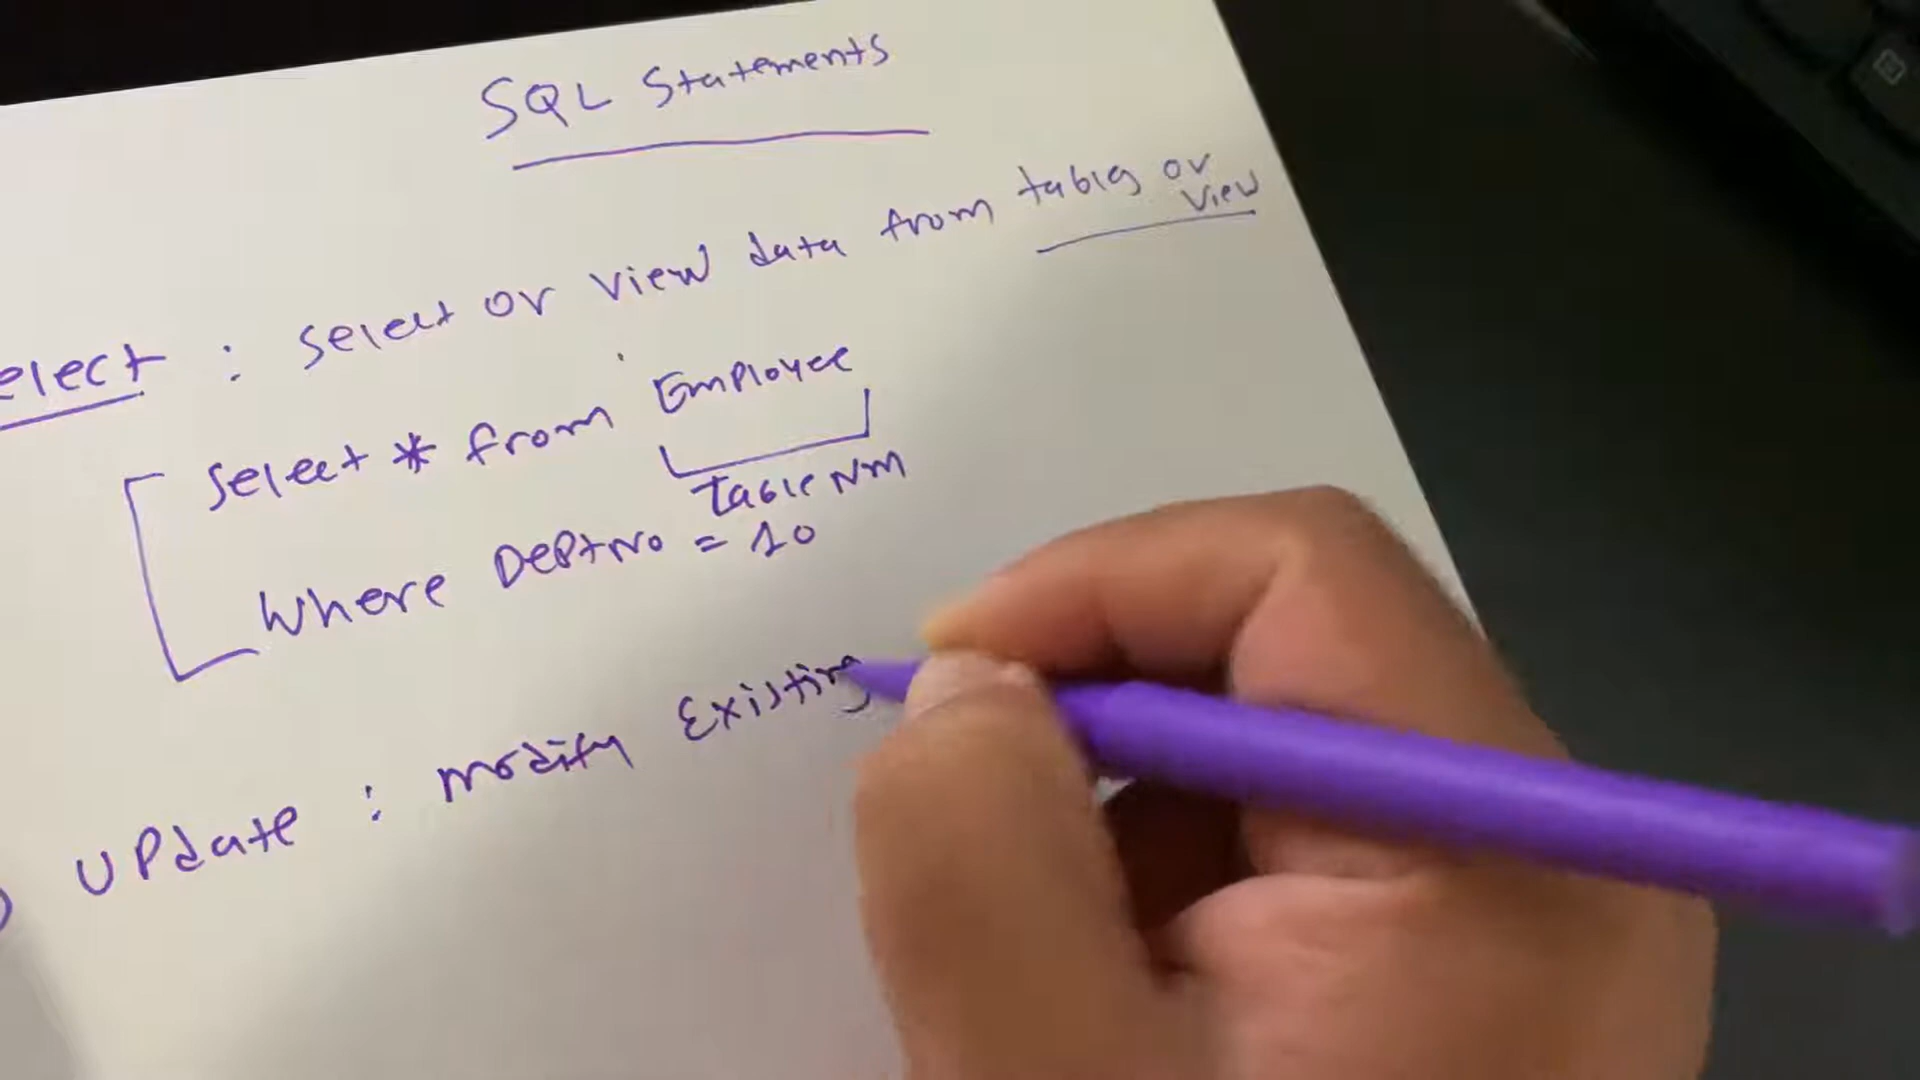 SQL Statements
elect : select or view data from table or
view
select * from Employee
table NM
Where DeptNo = 10
Update : modify Existing